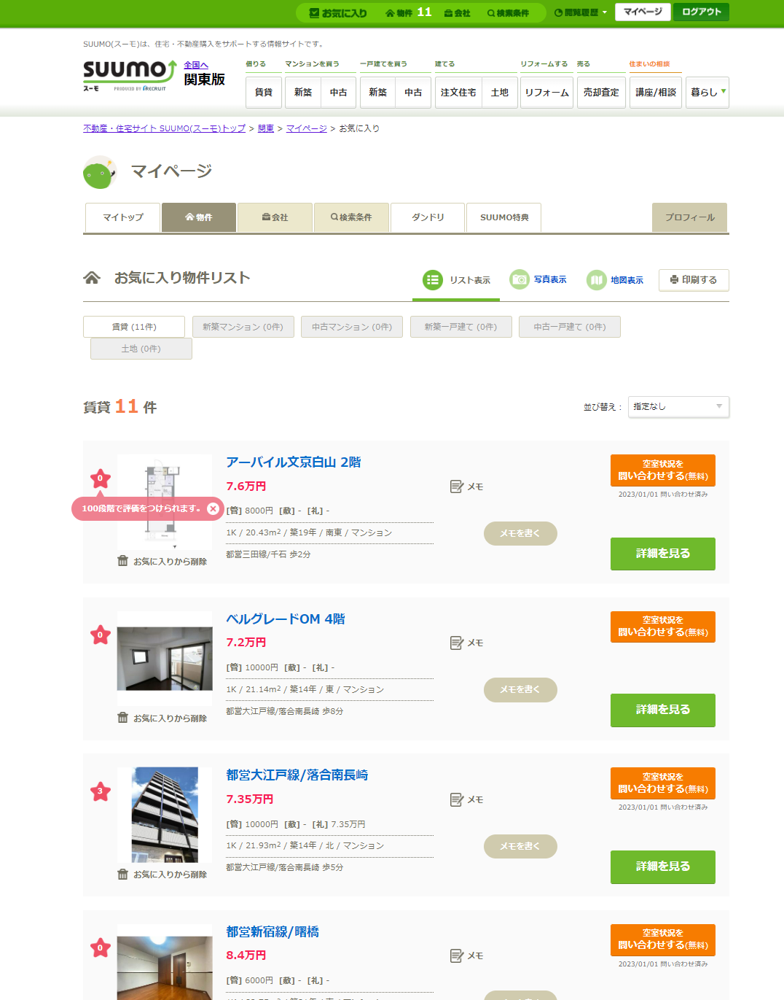 お気に入り 物件 11 会社 検索条件 閲覧履歴 マイページ ログアウト
SUUMO(スーモ)は、住宅・不動産購入をサポートする情報サイトです。
SUUMO
スーモ PRODUCED BY RECRUIT
全国へ
関東版
借りる マンションを買う 一戸建てを買う 建てる リフォームする 売る 住まいの相談
賃貸 新築 中古 新築 中古 注文住宅 土地 リフォーム 売却査定 講座/相談 暮らし
不動産・住宅サイト SUUMO(スーモ)トップ > 関東 > マイページ > お気に入り
マイページ
マイトップ 物件 会社 検索条件 ダンドリ SUUMO特典 プロフィール
お気に入り物件リスト リスト表示 写真表示 地図表示 印刷する
賃貸 (11件) 新築マンション (0件) 中古マンション (0件) 新築一戸建て (0件) 中古一戸建て (0件)
土地 (0件)
賃貸 11 件 並び替え： 指定なし
0
100段階で評価をつけられます。
お気に入りから削除
アーバイル文京白山 2階
7.6万円
[管] 8000円 [敷] - [礼] -
1K / 20.43m2 / 築19年 / 南東 / マンション
都営三田線/千石 歩2分
メモ
メモを書く
空室状況を
問い合わせする(無料)
2023/01/01 問い合わせ済み
詳細を見る
0
お気に入りから削除
ベルグレードOM 4階
7.2万円
[管] 10000円 [敷] - [礼] -
1K / 21.14m2 / 築14年 / 東 / マンション
都営大江戸線/落合南長崎 歩8分
メモ
メモを書く
空室状況を
問い合わせする(無料)
詳細を見る
3
お気に入りから削除
都営大江戸線/落合南長崎
7.35万円
[管] 10000円 [敷] - [礼] 7.35万円
1K / 21.93m2 / 築14年 / 北 / マンション
都営大江戸線/落合南長崎 歩5分
メモ
メモを書く
空室状況を
問い合わせする(無料)
2023/01/01 問い合わせ済み
詳細を見る
0
都営新宿線/曙橋
8.4万円
[管] 6000円 [敷] - [礼] -
メモ
空室状況を
問い合わせする(無料)
2023/01/01 問い合わせ済み